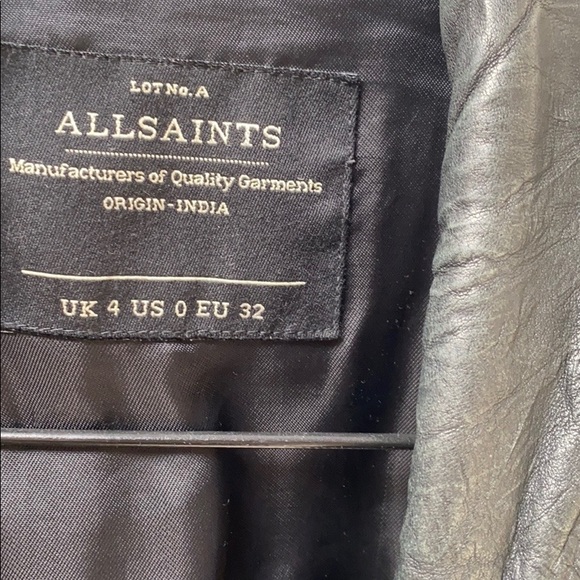 LOT No. A
ALLSAINTS
Manufacturers of Quality Garments
ORIGIN-INDIA
UK 4 US 0 EU 32